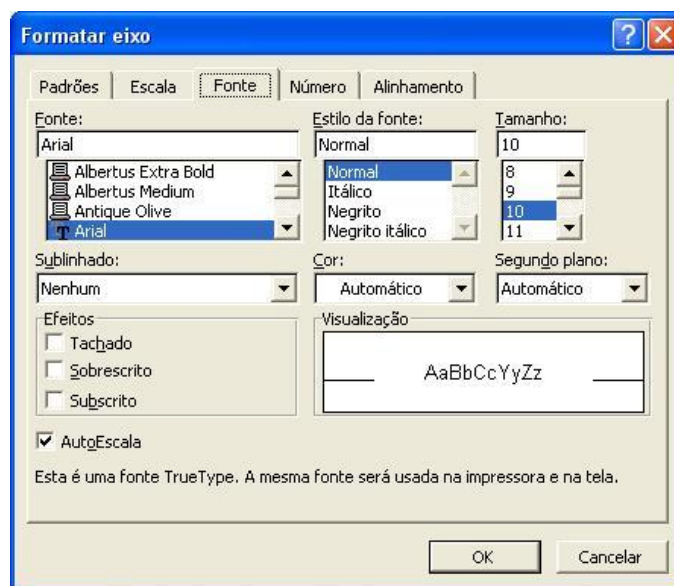 Formatar eixo
Padrões Escala Fonte Número Alinhamento
Fonte: Estilo da fonte: Tamanho:
Arial Normal 10
Albertus Extra Bold Normal 8
Albertus Medium Itálico 9
Antique Olive Negrito 10
Arial Negrito itálico 11
Sublinhado: Cor: Segundo plano:
Nenhum Automático Automático
Efeitos Visualização
Tachado
Sobrescrito AaBbCcYyZz
Subscrito
AutoEscala
Esta é uma fonte TrueType. A mesma fonte será usada na impressora e na tela.
OK Cancelar